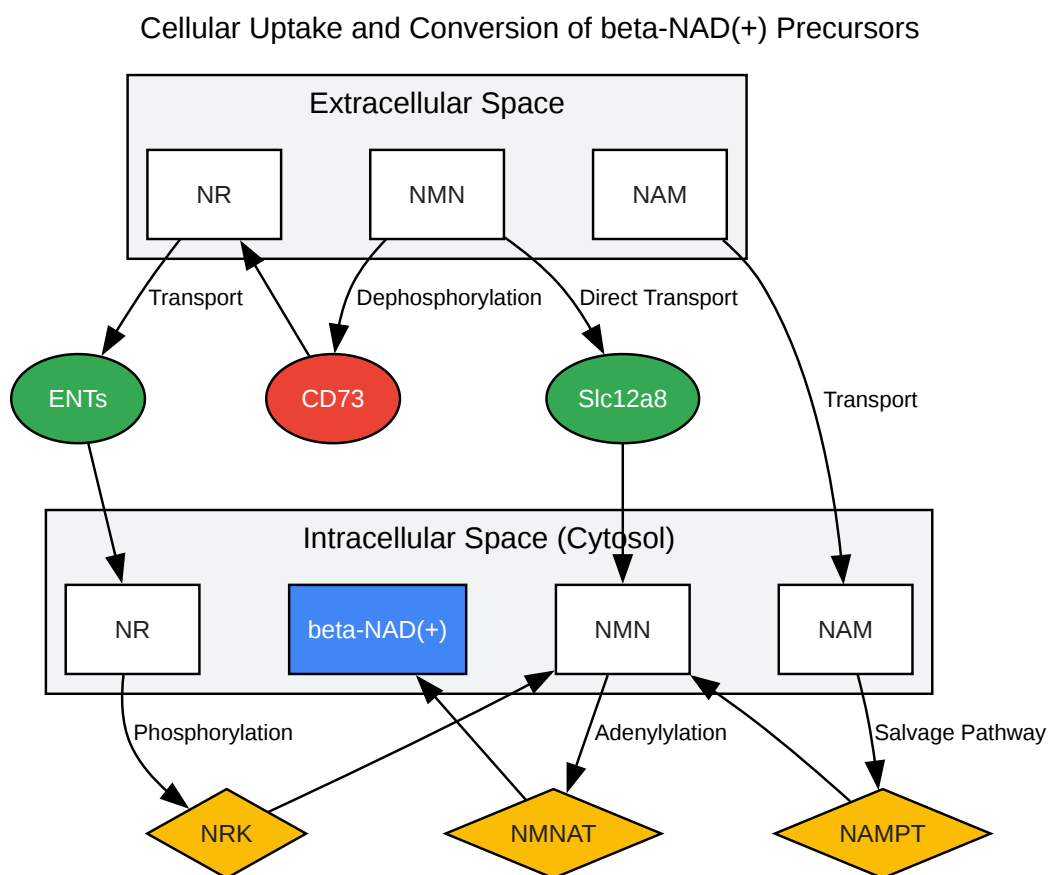 Cellular Uptake and Conversion of beta-NAD(+) Precursors
Extracellular Space
NR
NMN
NAM
Transport
Dephosphorylation
Direct Transport
ENTs
CD73
Slc12a8
Transport
Intracellular Space (Cytosol)
NR
beta-NAD(+)
NMN
NAM
Phosphorylation
Adenylylation
Salvage Pathway
NRK
NMNAT
NAMPT